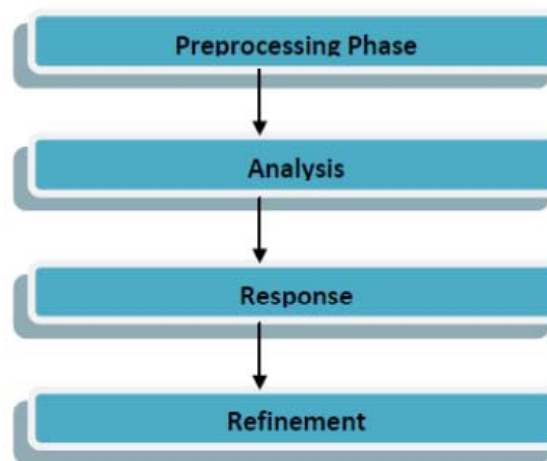 Preprocessing Phase
Analysis
Response
Refinement